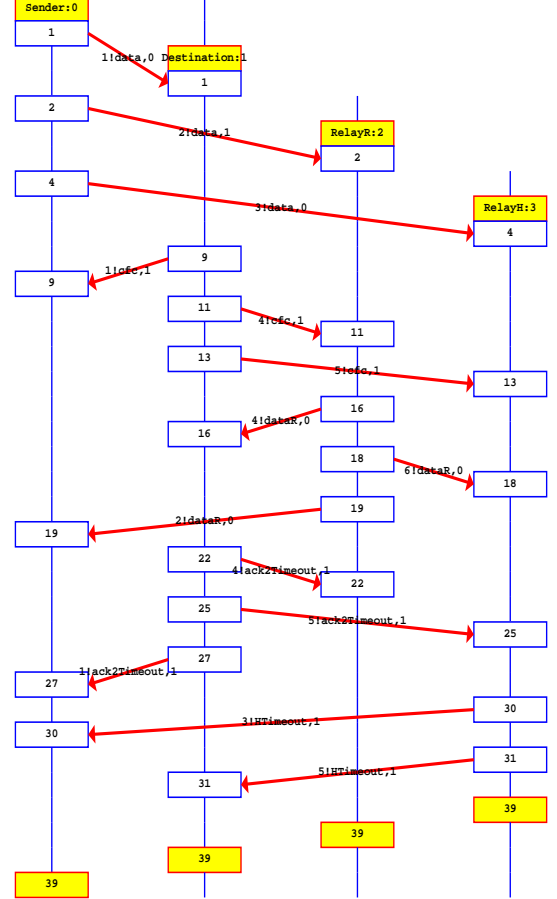 Sender:0
1
1!data,0 Destination:1
1
2
2!data,1
RelayR:2
2
4
3!data,0
RelayH:3
4
9
1!cfc,1
9
11
4!cfc,1
11
13
5!cfc,1
13
16
4!dataR,0
16
18
6!dataR,0
18
19
2!dataR,0
19
22
4!ack2Timeout,1
22
25
5!ack2Timeout,1
25
27
1!ack2Timeout,1
27
30
3!HTimeout,1
30
31
5!HTimeout,1
31
39
39
39
39